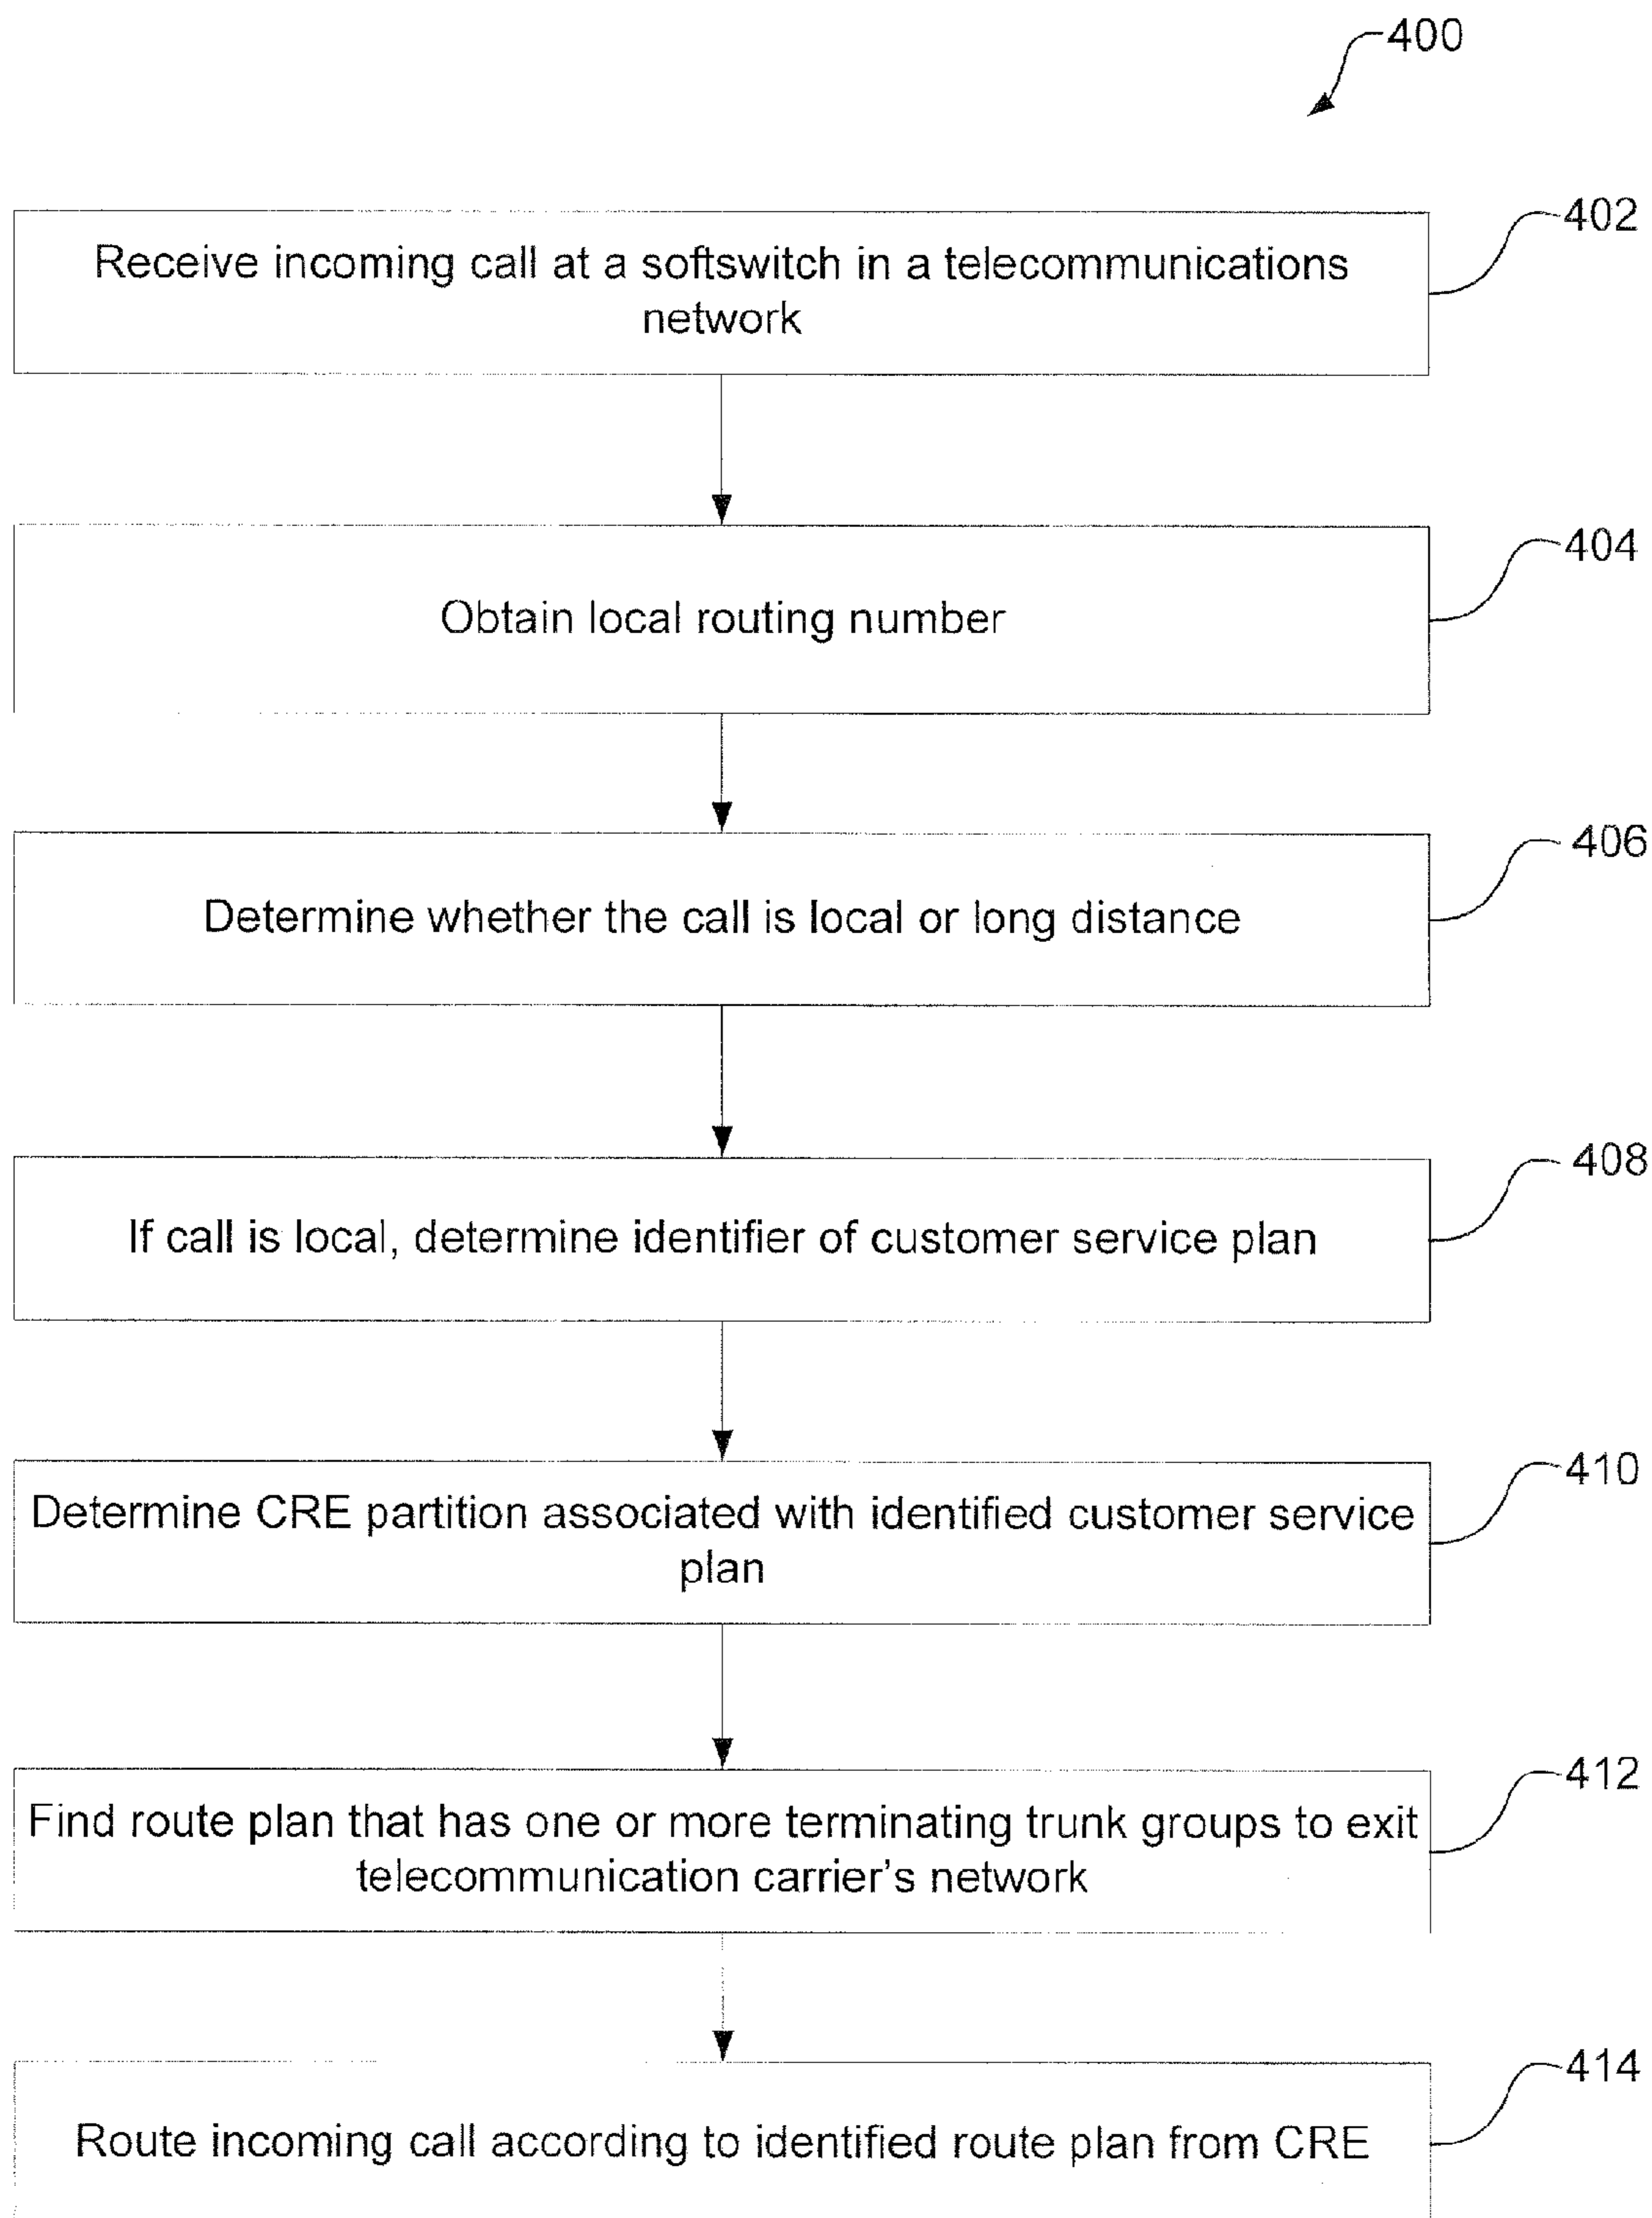 400
402
Receive incoming call at a softswitch in a telecommunications
network
404
Obtain local routing number
406
Determine whether the call is local or long distance
408
If call is local, determine identifier of customer service plan
410
Determine CRE partition associated with identified customer service
plan
412
Find route plan that has one or more terminating trunk groups to exit
telecommunication carrier's network
414
Route incoming call according to identified route plan from CRE